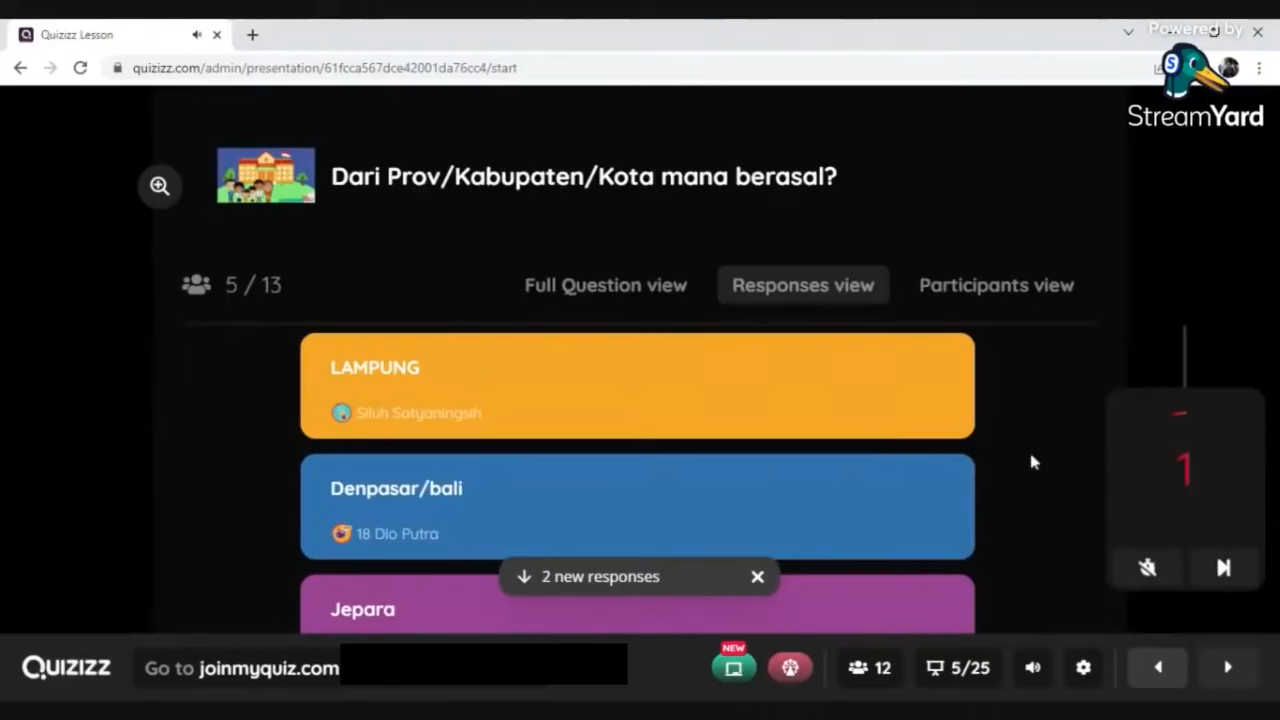 Quizizz Lesson
Powered by
quizizz.com/admin/presentation/61fcca567dce42001da76cc4/start
S
StreamYard
Dari Prov/Kabupaten/Kota mana berasal?
5 / 13
Full Question view
Responses view
Participants view
LAMPUNG
Siluh Satyaningsih
1
Denpasar/bali
18 Dio Putra
2 new responses
Jepara
QUIZIZZ
Go to joinmyquiz.com
NEW
12
5/25